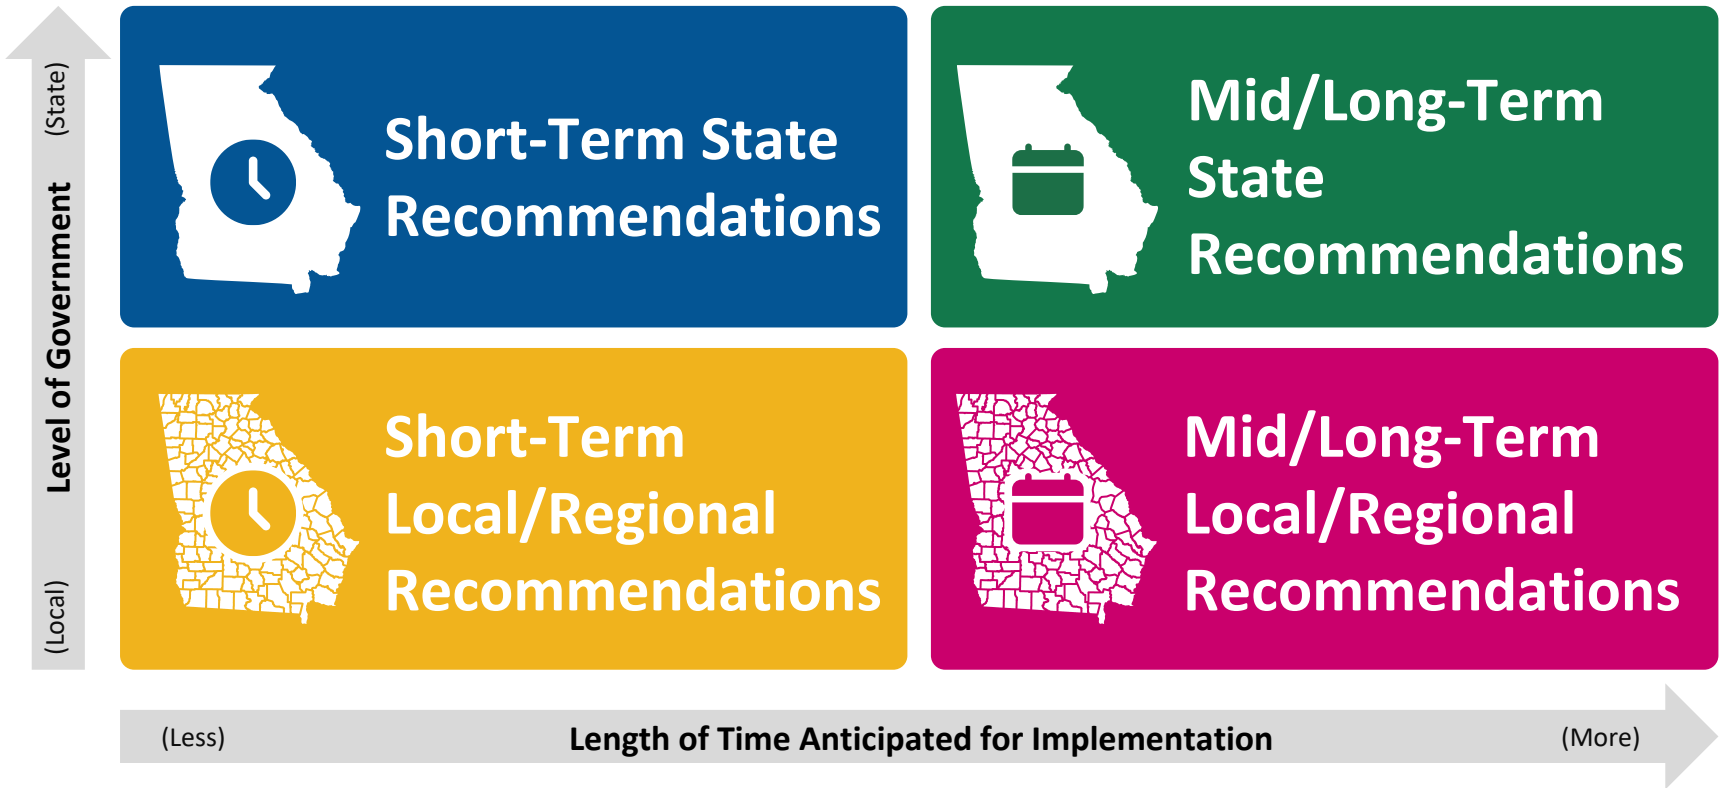 (State)
Level of Government
(Local)
Short-Term State
Recommendations
Mid/Long-Term
State
Recommendations
Short-Term
Local/Regional
Recommendations
Mid/Long-Term
Local/Regional
Recommendations
(Less)
Length of Time Anticipated for Implementation
(More)